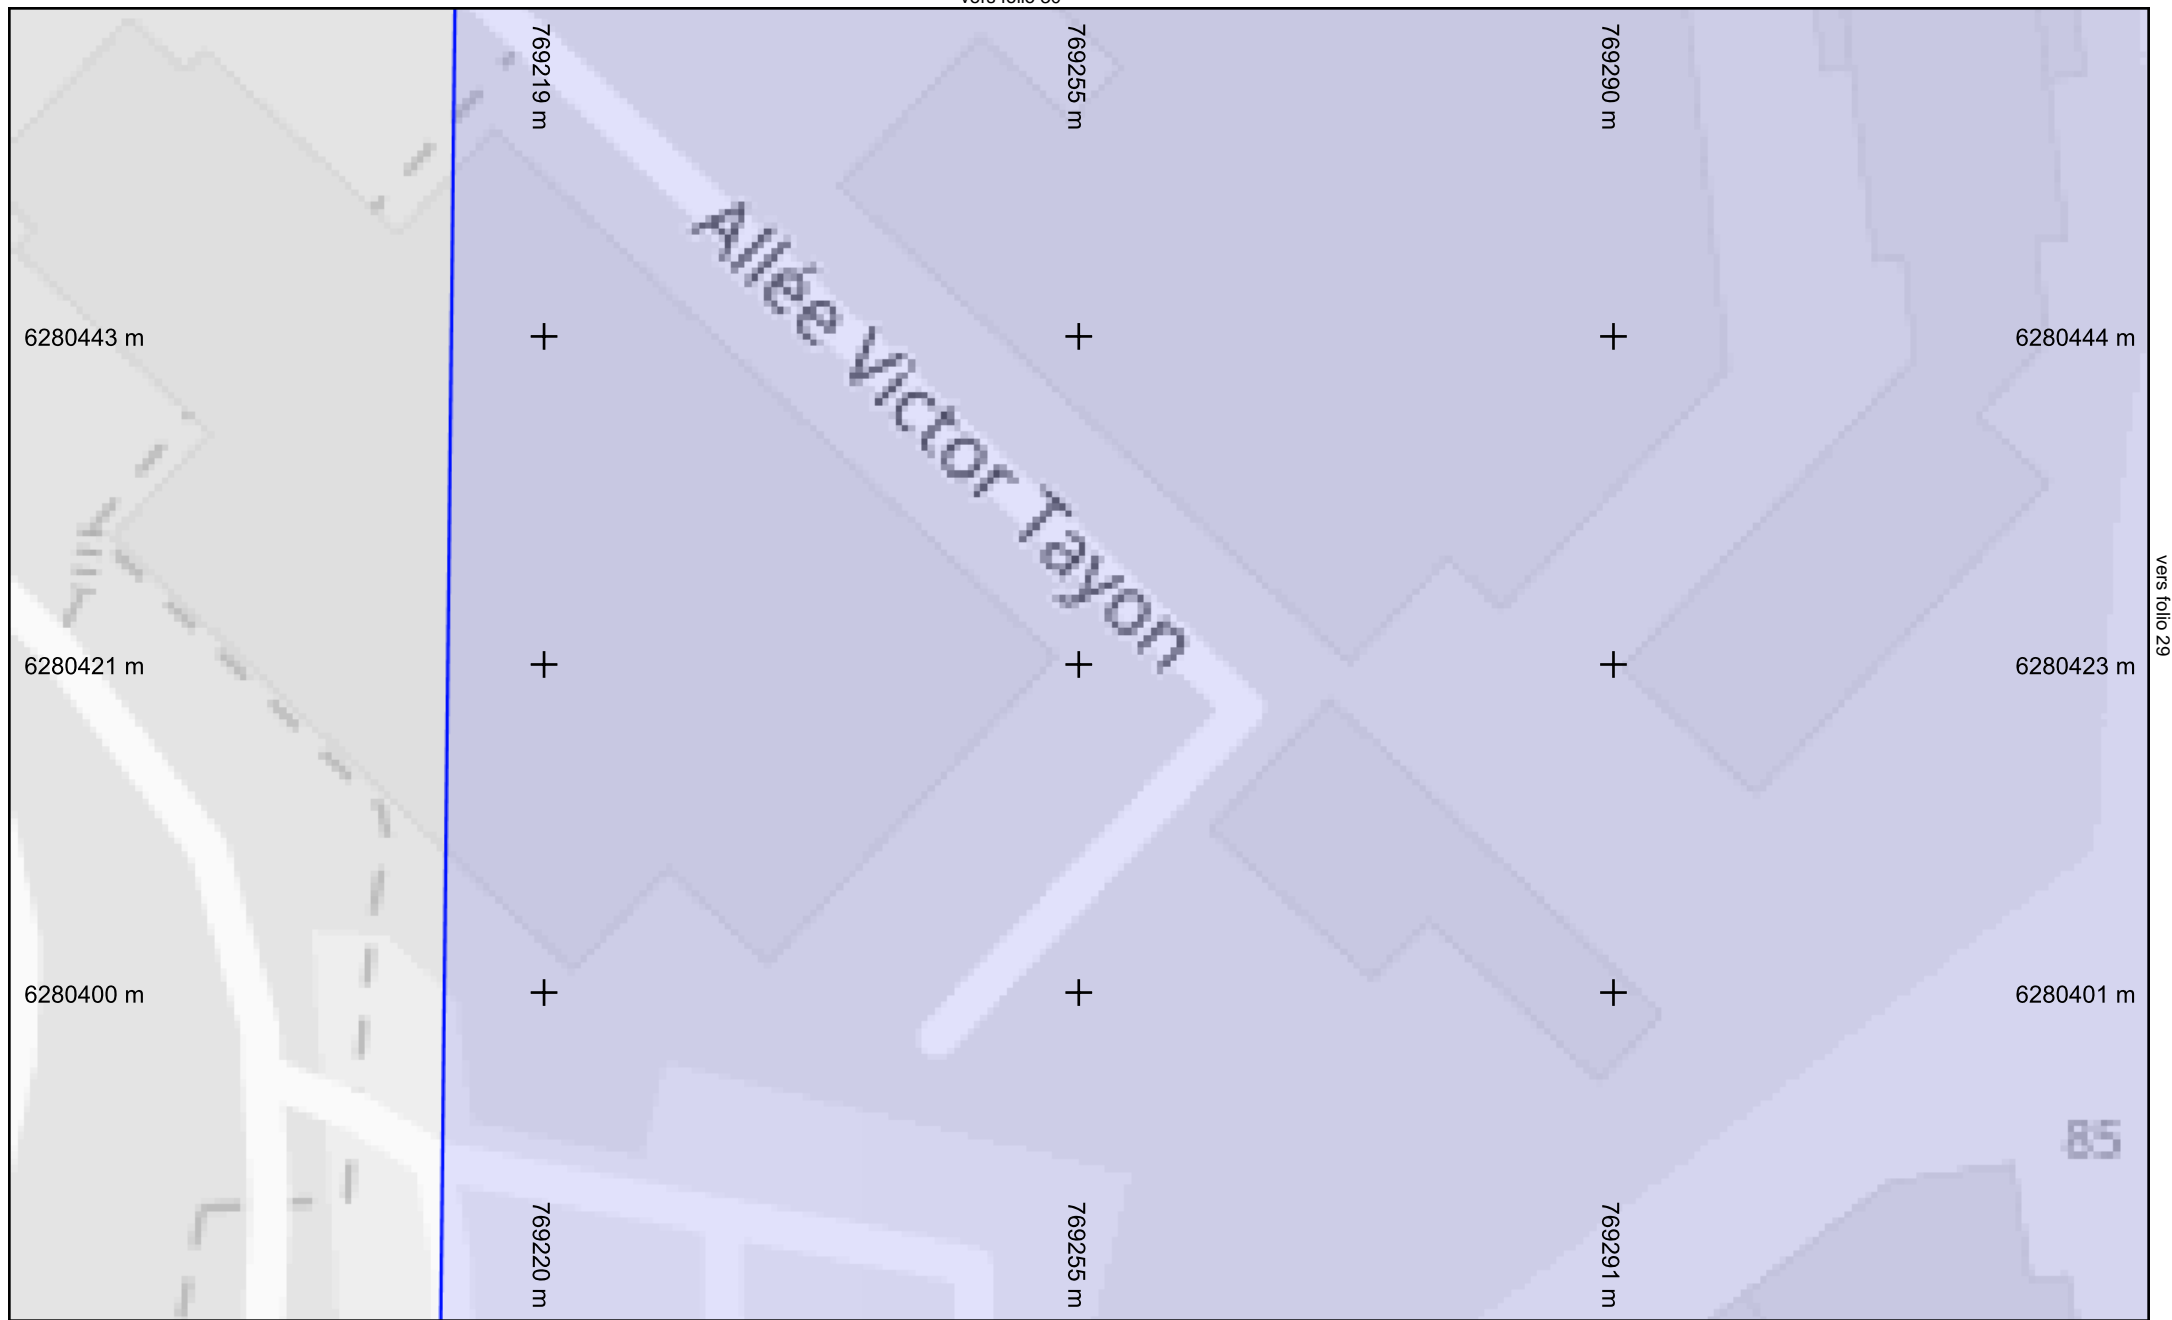 769219 m
769255 m
769290 m
Allée Victor Tayon
6280443 m
6280444 m
vers folio 29
6280421 m
6280423 m
6280400 m
6280401 m
85
769220 m
769255 m
769291 m